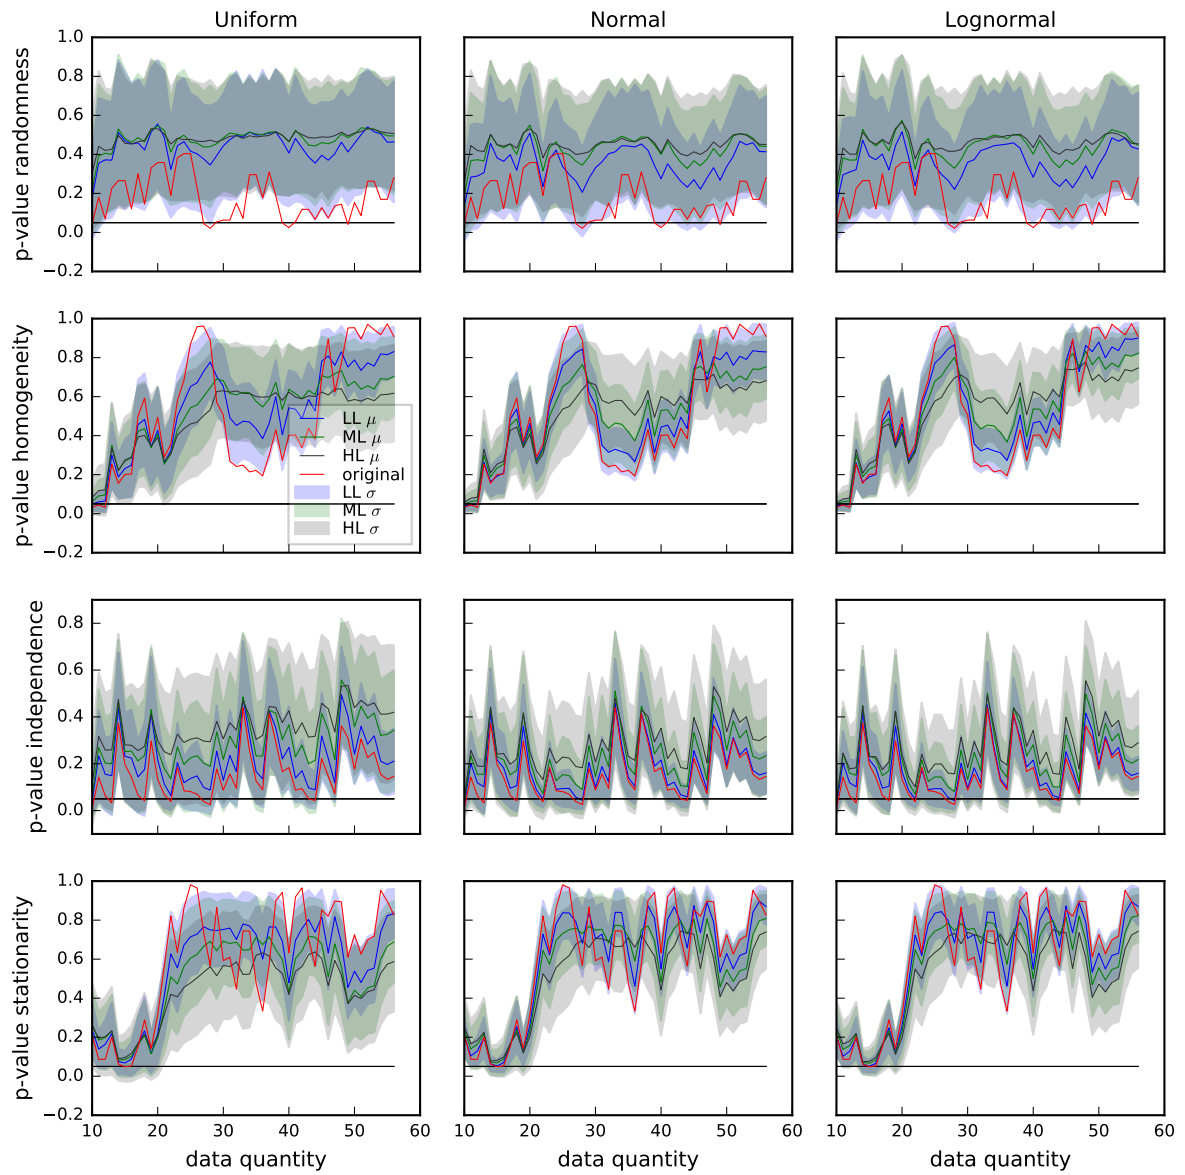 Uniform Normal Lognormal
p-value randomness
1.0
0.8
0.6
0.4
0.2
0.0
−0.2
p-value homogeneity
1.0
0.8
0.6
0.4
0.2
0.0
−0.2
LL μ
ML μ
HL μ
original
LL σ
ML σ
HL σ
p-value independence
0.8
0.6
0.4
0.2
0.0
p-value stationarity
1.0
0.8
0.6
0.4
0.2
0.0
−0.2
10 20 30 40 50 60 10 20 30 40 50 60 10 20 30 40 50 60
data quantity data quantity data quantity